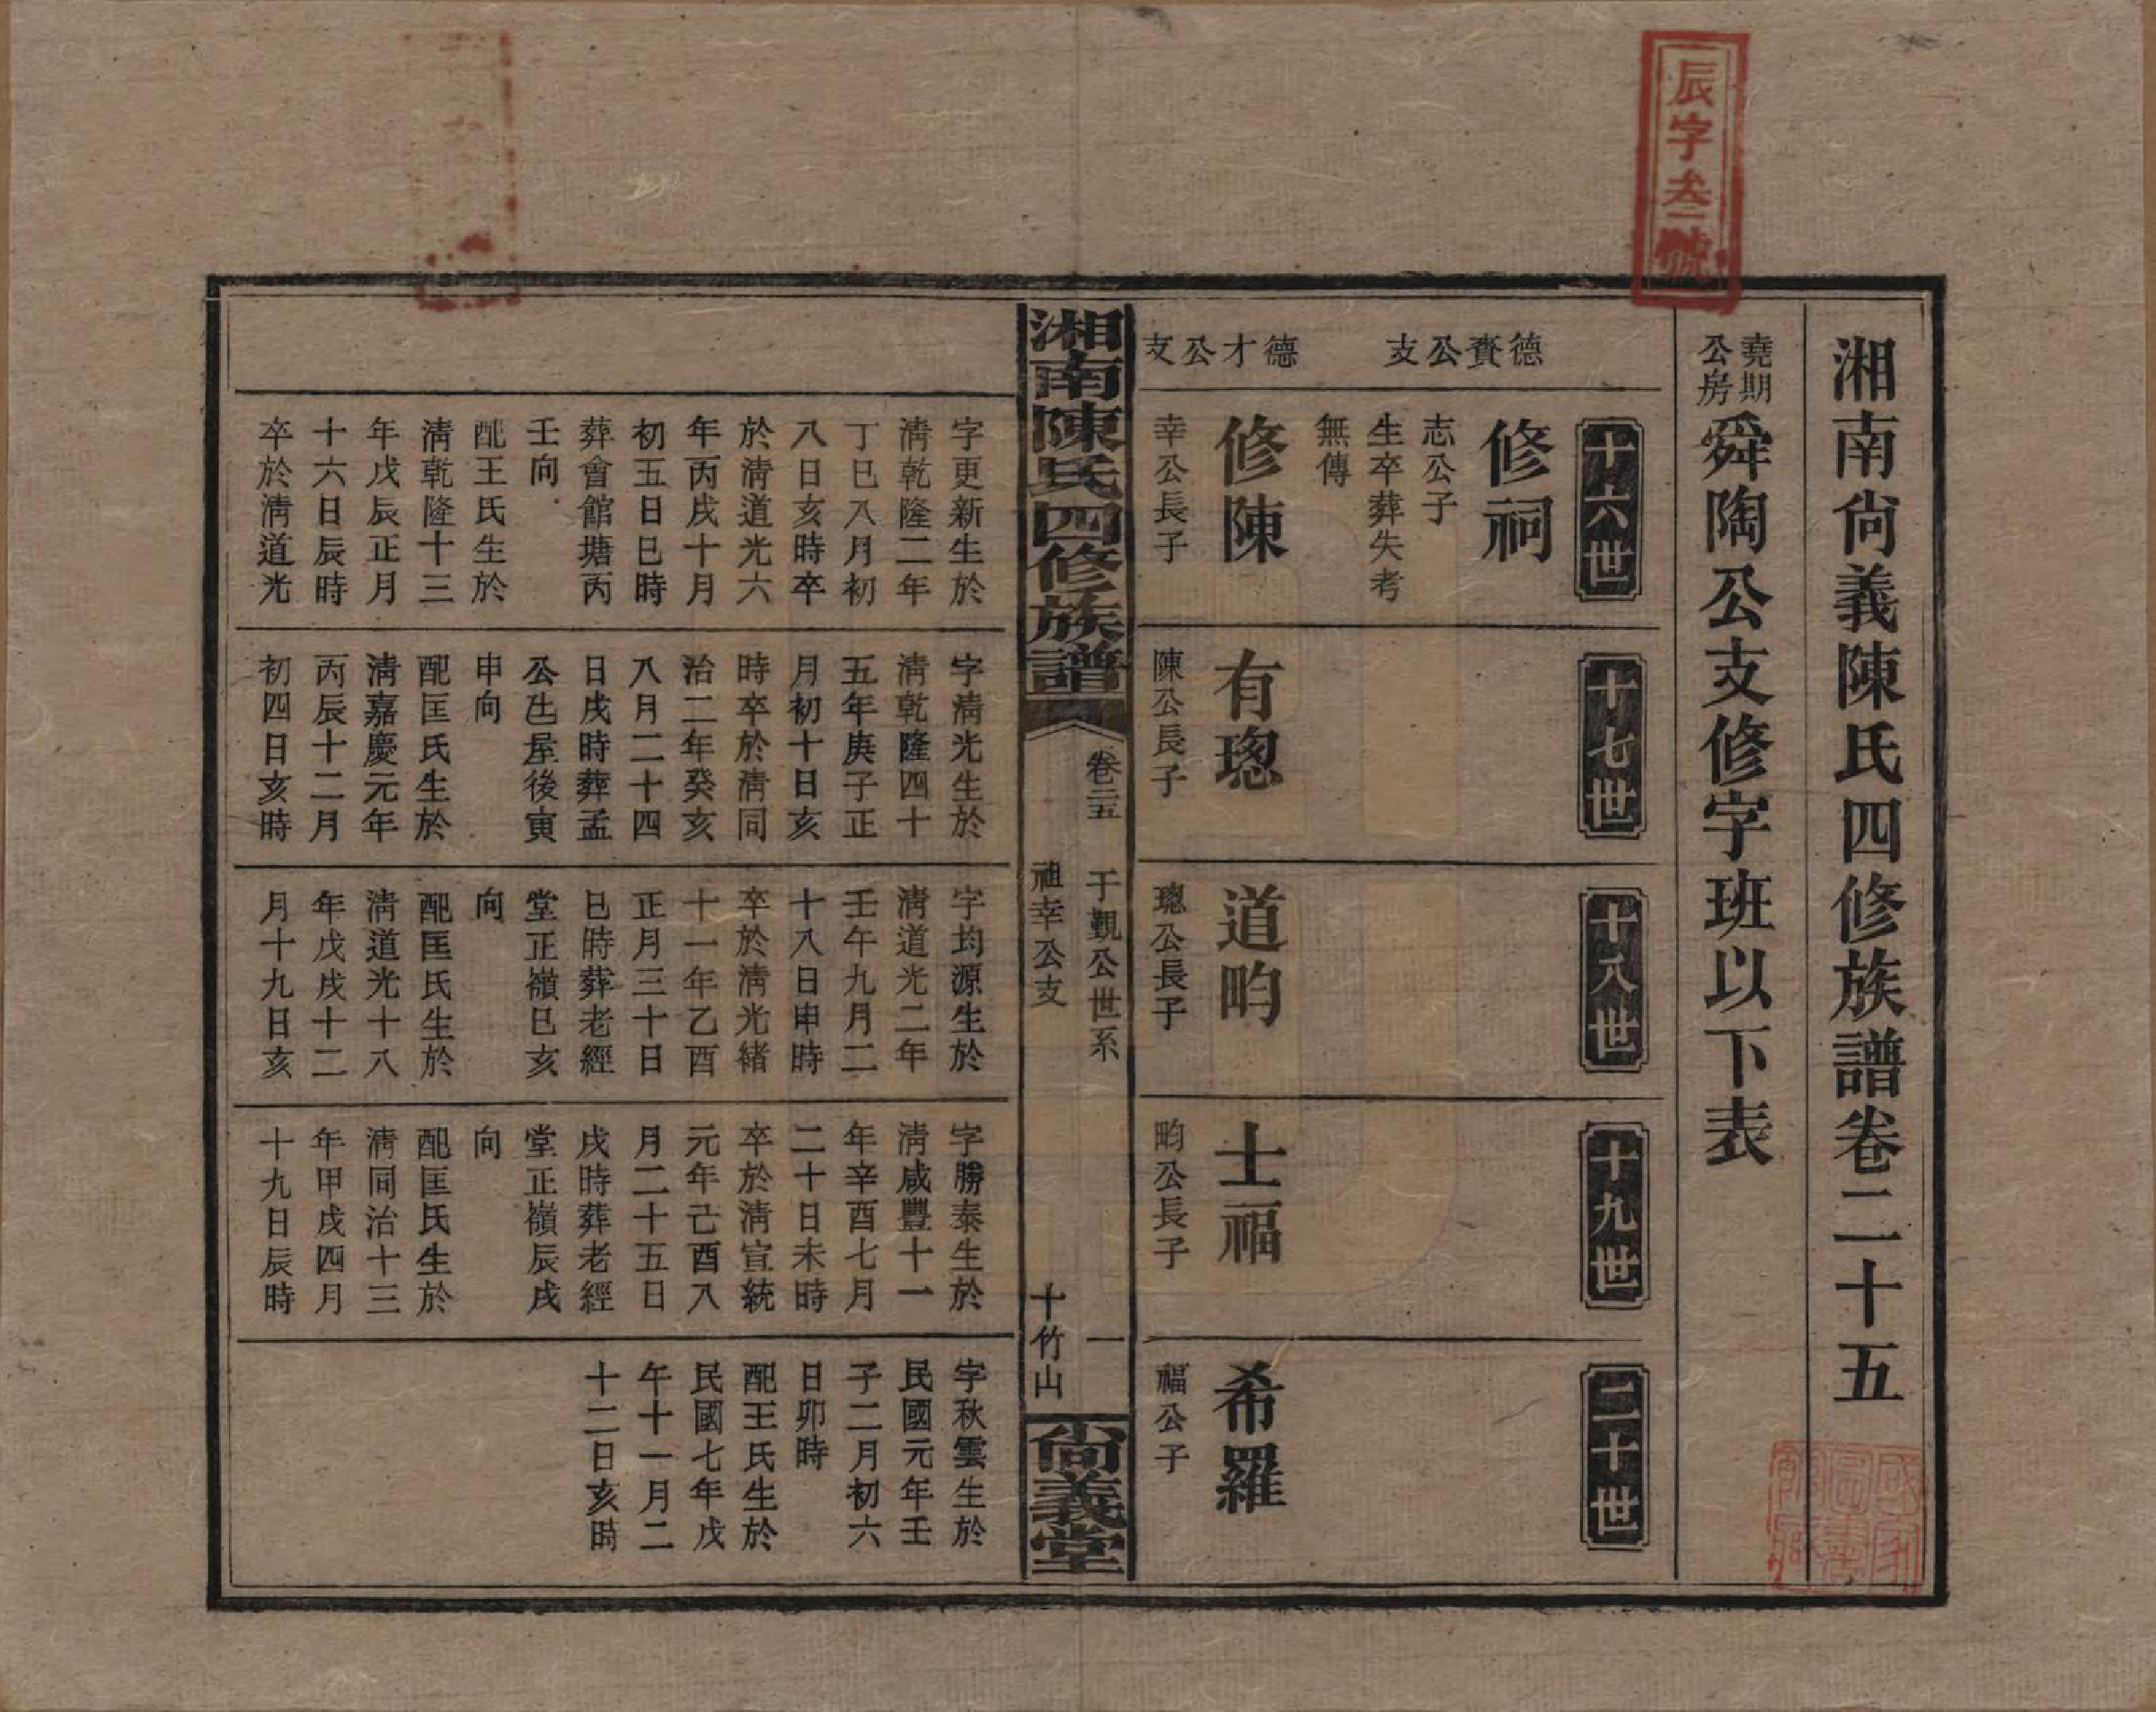 辰字叁號
湘南尙義陳氏四修族譜卷二十五
堯期公房
舜陶公支修字班以下表
十六世
十七世
十八世
十九世
二十世
德賚公支
修祠
志公子
生卒葬失考
無傳
德才公支
修陳
幸公長子
有璁
陳公長子
道畇
璁公長子
士福
畇公長子
希羅
福公子
湘南陳氏四修族譜
卷二五
于觀公世系
祖幸公支
一
十竹山
尙義堂
字更新生於
淸乾隆二年
丁巳八月初
八日亥時卒
於淸道光六
年丙戌十月
初五日巳時
葬會館塘丙
壬向
配王氏生於
淸乾隆十三
年戊辰正月
十六日辰時
卒於淸道光
字淸光生於
淸乾隆四十
五年庚子正
月初十日亥
時卒於淸同
治二年癸亥
八月二十四
日戌時葬孟
公㐌屋後寅
申向
配匡氏生於
淸嘉慶元年
丙辰十二月
初四日亥時
字均源生於
淸道光二年
壬午九月二
十八日申時
卒於淸光緒
十一年乙酉
正月三十日
巳時葬老經
堂正嶺巳亥
向
配匡氏生於
淸道光十八
年戊戌十二
月十九日亥
字勝泰生於
淸咸豐十一
年辛酉七月
二十日未時
卒於淸宣統
元年己酉八
月二十五日
戌時葬老經
堂正嶺辰戌
向
配匡氏生於
淸同治十三
年甲戌四月
十九日辰時
字秋雲生於
民國元年壬
子二月初六
日卯時
配王氏生於
民國七年戊
午十一月二
十二日亥時